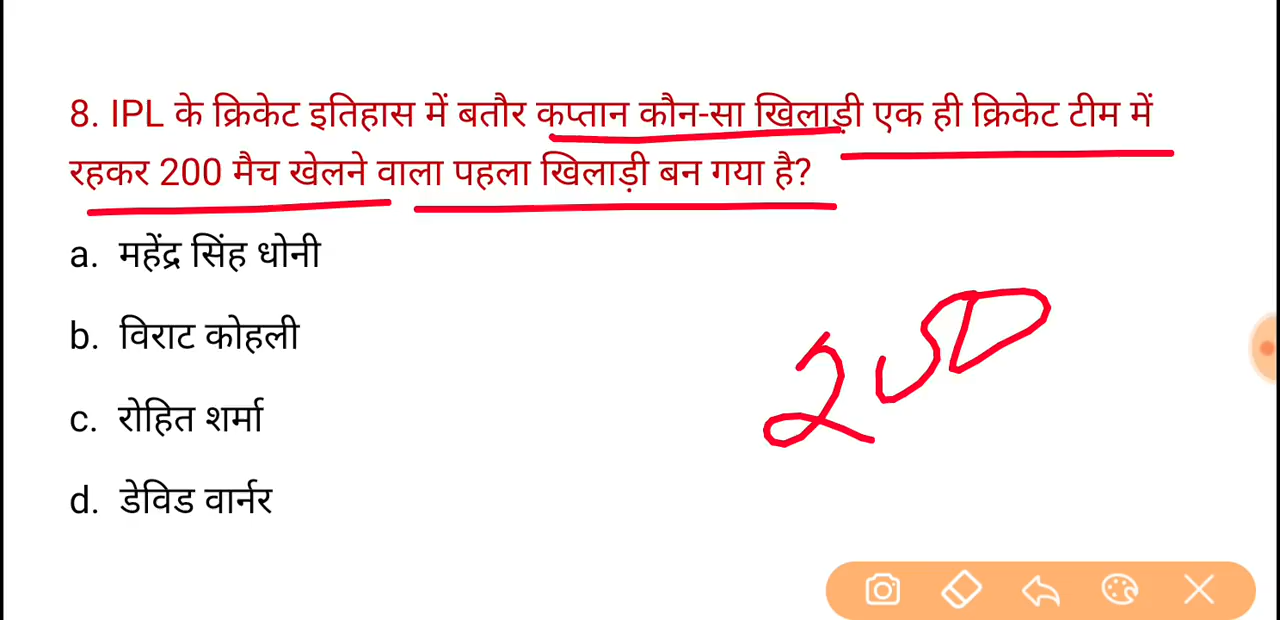 8. IPL के क्रिकेट इतिहास में बतौर कप्तान कौन-सा खिलाड़ी एक ही क्रिकेट टीम में
रहकर 200 मैच खेलने वाला पहला खिलाड़ी बन गया है?
a. महेंद्र सिंह धोनी
b. विराट कोहली
200
c. रोहित शर्मा
d. डेविड वार्नर